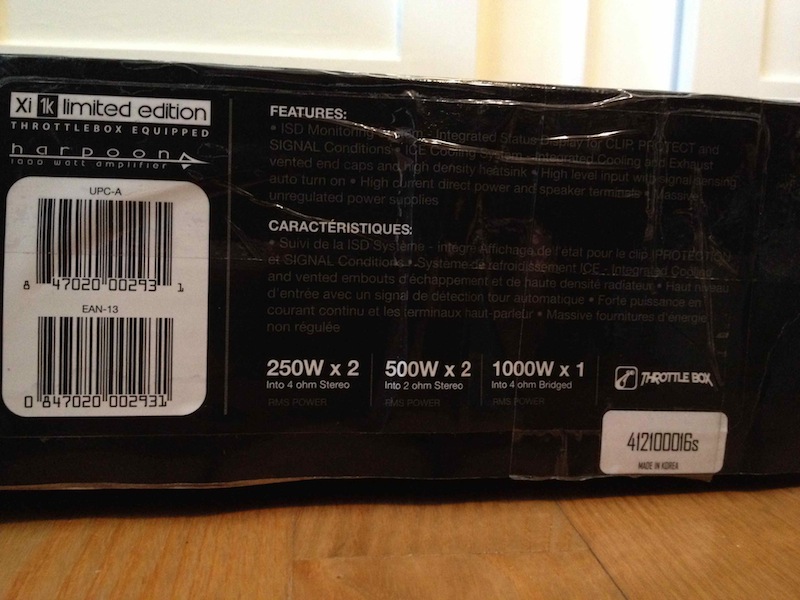 Xi 1k limited edition
THROTTLEBOX EQUIPPED
harpoon
1000 watt amplifier
UPC-A
8 47020 00293 1
EAN-13
0 847020 002931
FEATURES:
• ISD Monitoring - Integrated Status Display for CLIP, PROTECT and
SIGNAL Conditions • ICE Cooling System - Integrated Cooling and Exhaust
vented end caps and high density heatsink • High level input with signal sensing
auto turn on • High current direct power and speaker terminals • Massive
unregulated power supplies
CARACTÉRISTIQUES:
• Suivi de la ISD Système - intégré Affichage de l'état pour le clip, PROTECTION
et SIGNAL Conditions • Système de refroidissement ICE - Integrated Cooling
and vented embouts d'échappement et de haute densité radiateur • Haut niveau
d'entrée avec un signal de détection tour automatique • Forte puissance en
courant continu et les terminaux haut-parleur • Massive fournitures d'énergie
non régulée
250W x 2
Into 4 ohm Stereo
RMS POWER
500W x 2
Into 2 ohm Stereo
RMS POWER
1000W x 1
Into 4 ohm Bridged
RMS POWER
THROTTLE BOX
412100016s
MADE IN KOREA